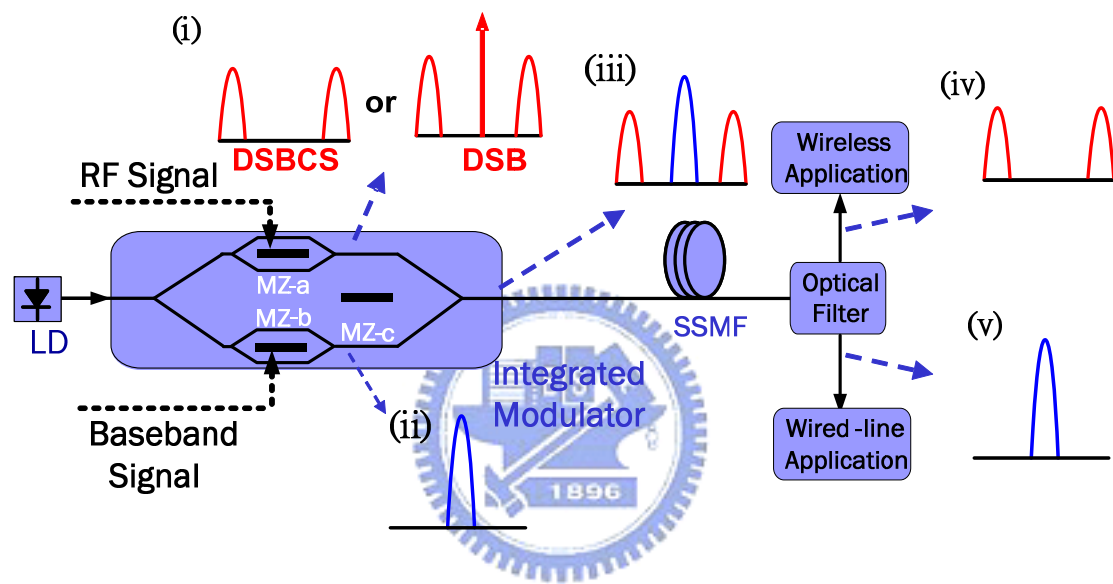 (i)
DSBCS
or
DSB
(iii)
(iv)
RF Signal
Wireless
Application
MZ-a
MZ-b
MZ-c
LD
SSMF
Optical
Filter
(v)
Integrated
Modulator
Baseband
Signal
(ii)
Wired -line
Application
1896